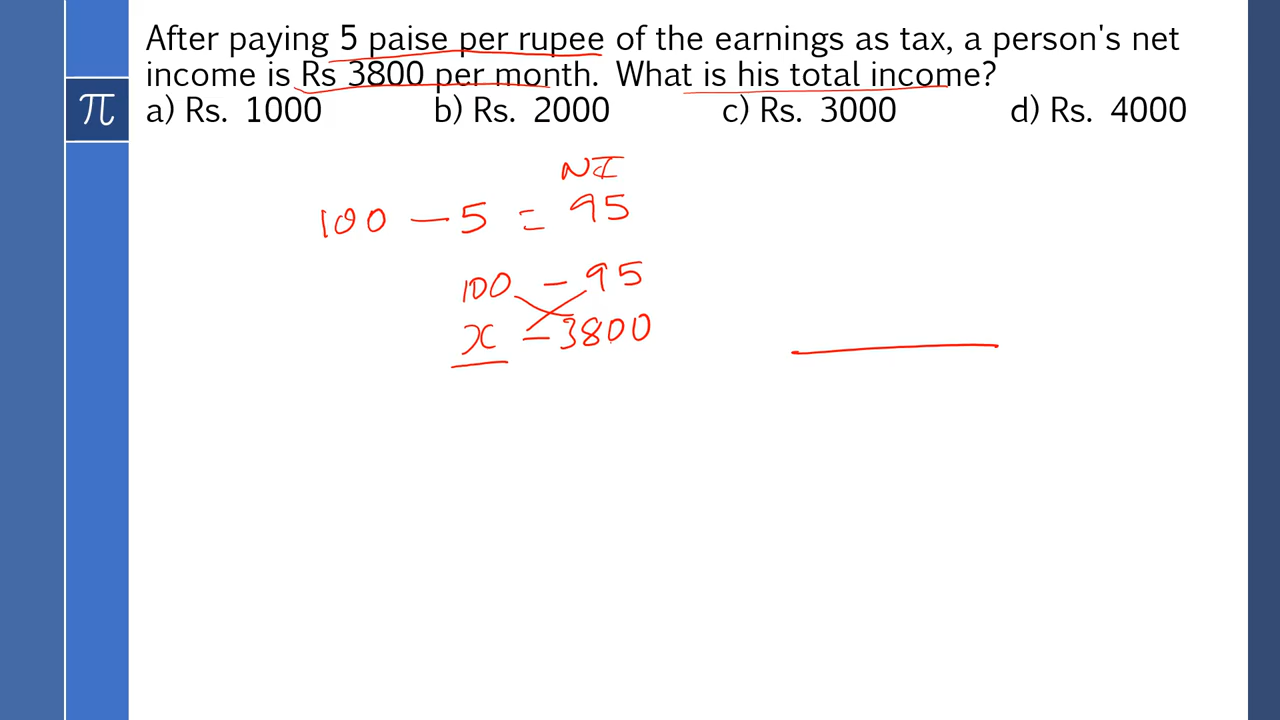 After paying 5 paise per rupee of the earnings as tax, a person's net
income is Rs 3800 per month. What is his total income?
π a) Rs. 1000 b) Rs. 2000 c) Rs. 3000 d) Rs. 4000
NI
100 - 5 = 95
100 - 95
x - 3800